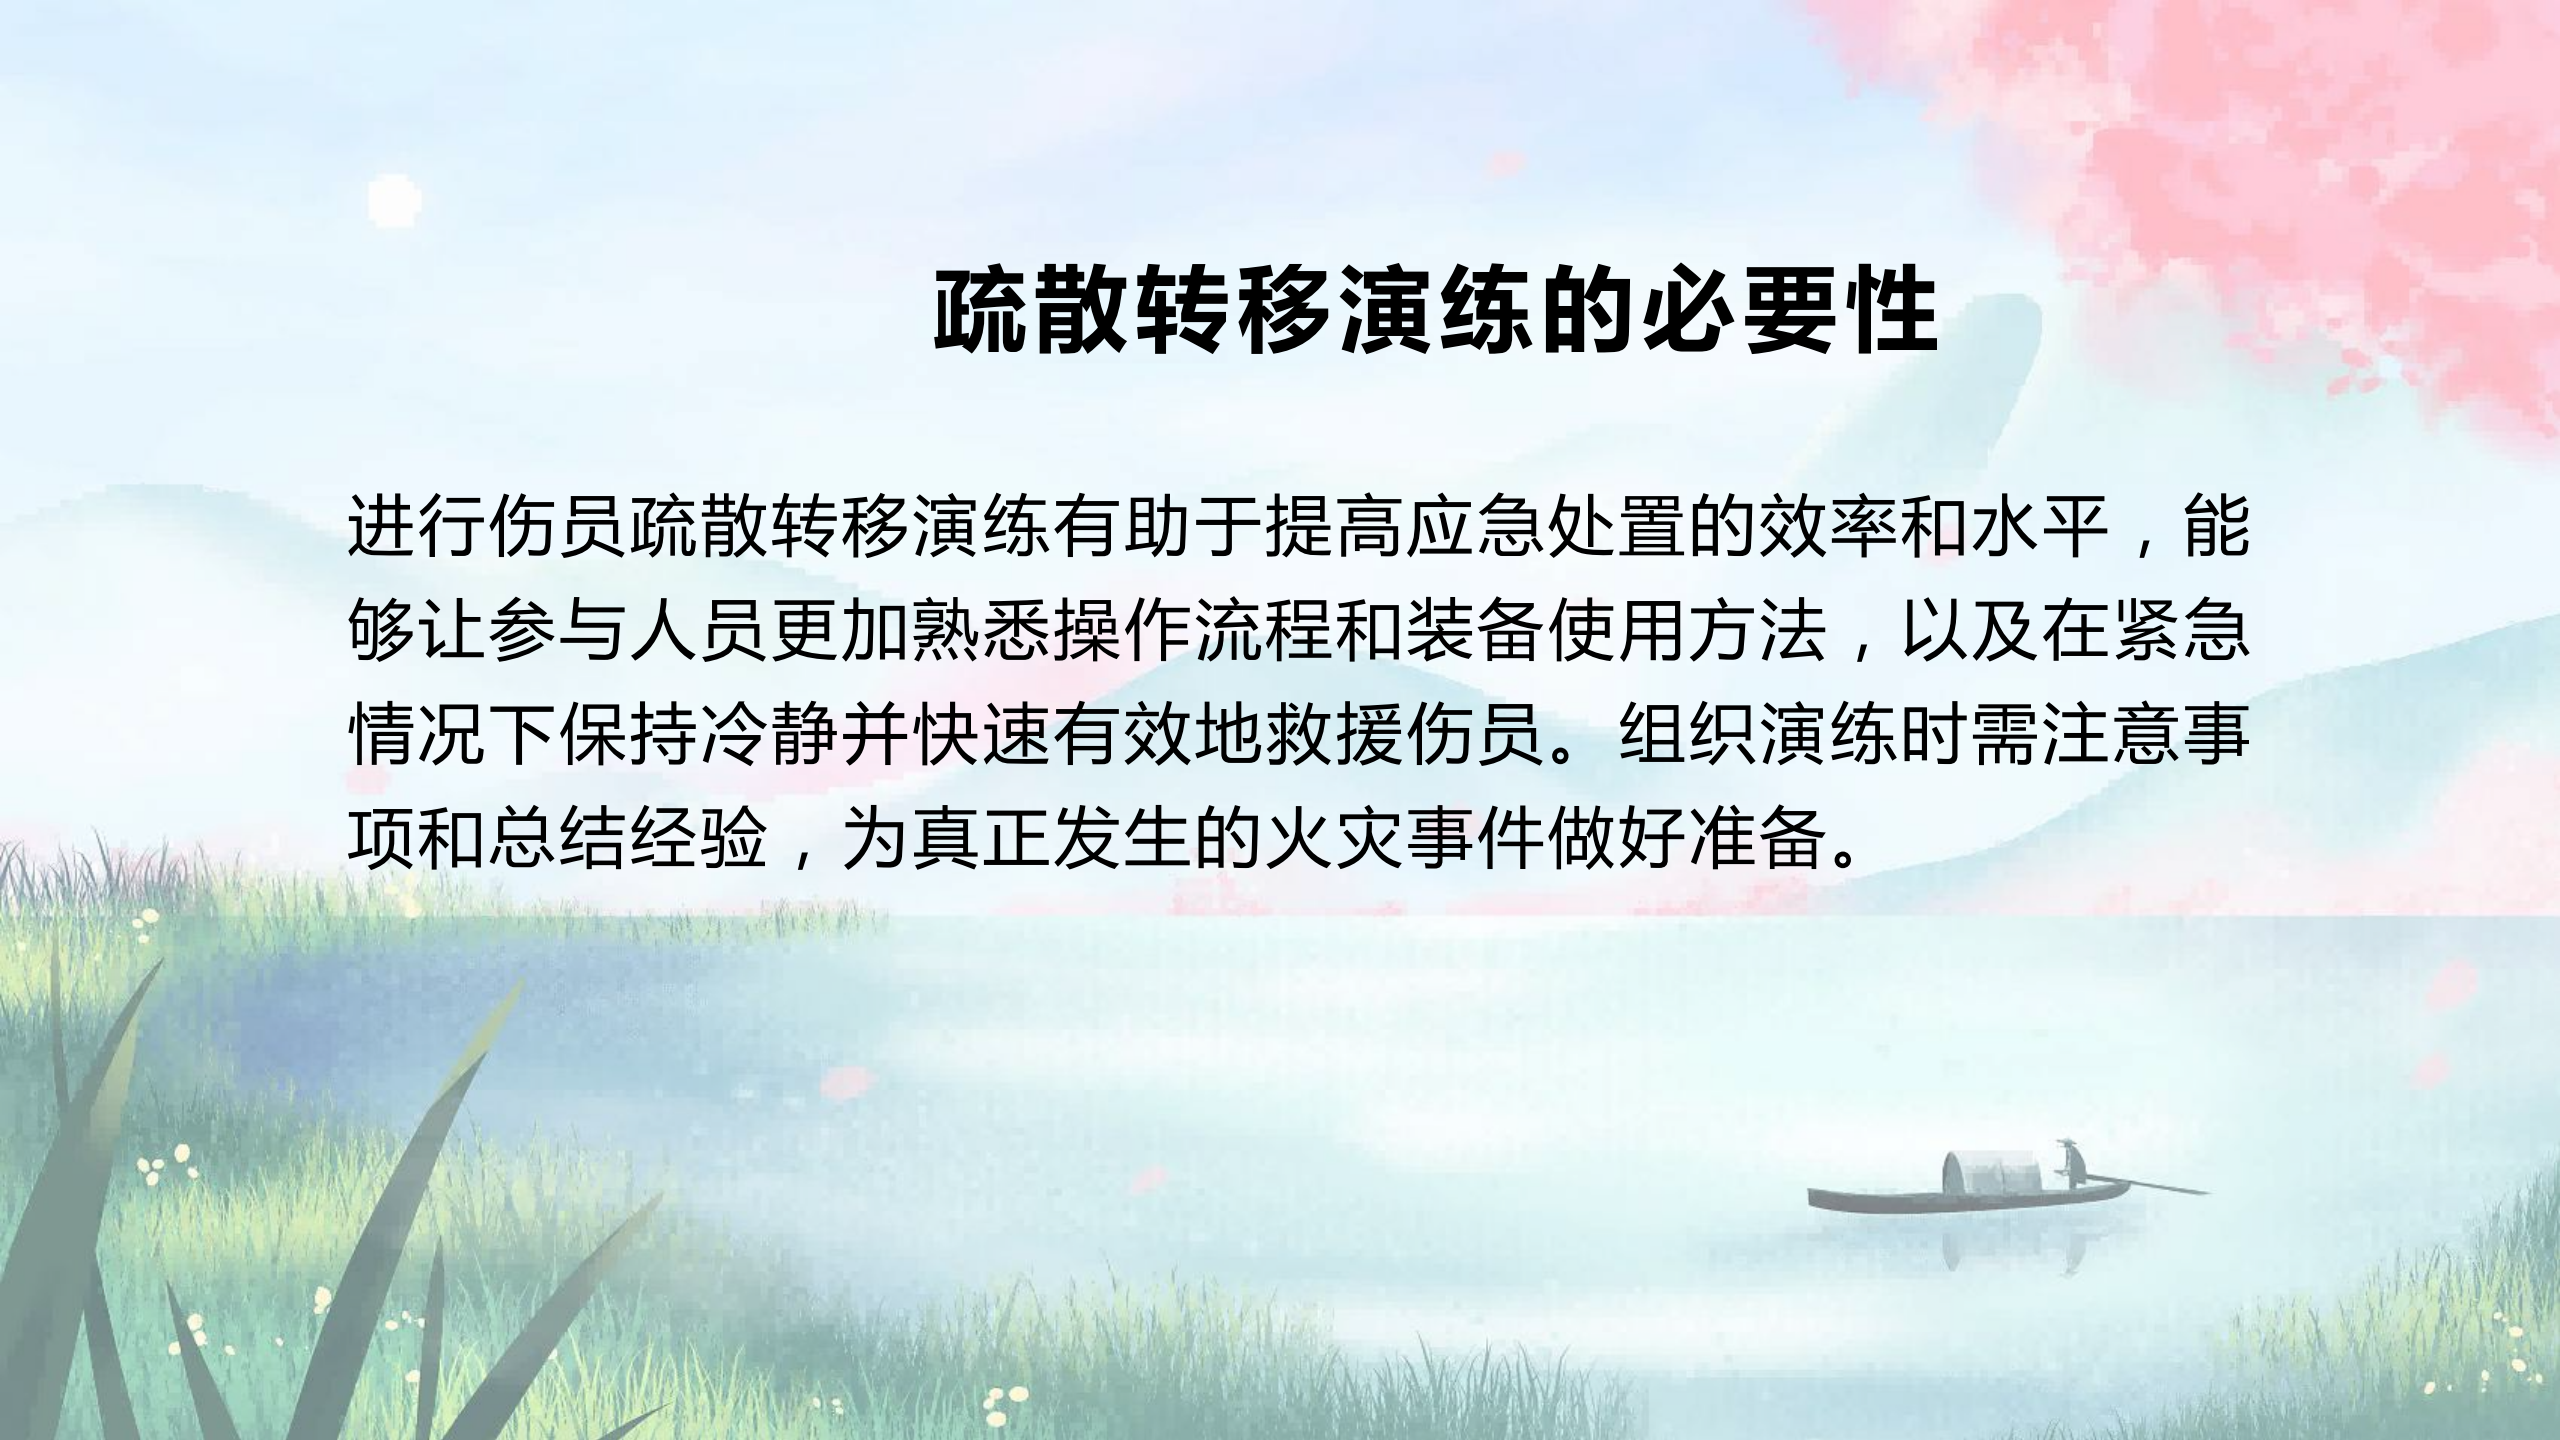 疏散转移演练的必要性
进行伤员疏散转移演练有助于提高应急处置的效率和水平，能
够让参与人员更加熟悉操作流程和装备使用方法，以及在紧急
情况下保持冷静并快速有效地救援伤员。组织演练时需注意事
项和总结经验，为真正发生的火灾事件做好准备。